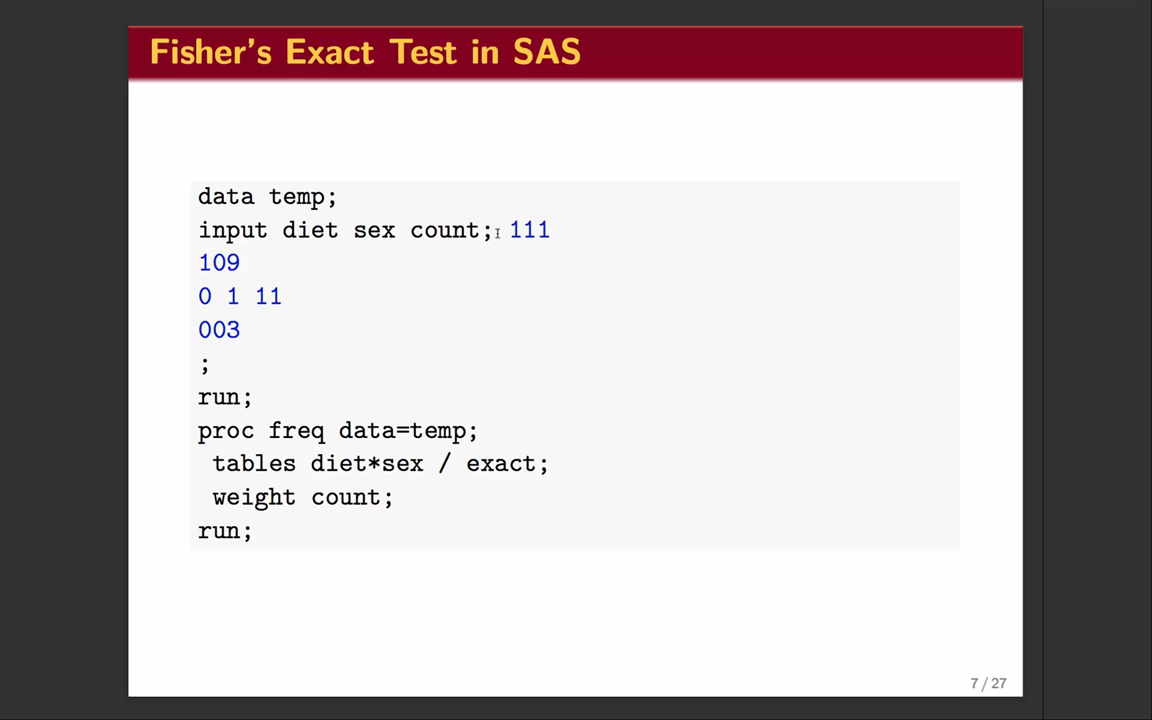 Fisher's Exact Test in SAS
data temp;
input diet sex count; 111
109
0 1 11
003
;
run;
proc freq data=temp;
tables diet*sex / exact;
weight count;
run;
7 / 27